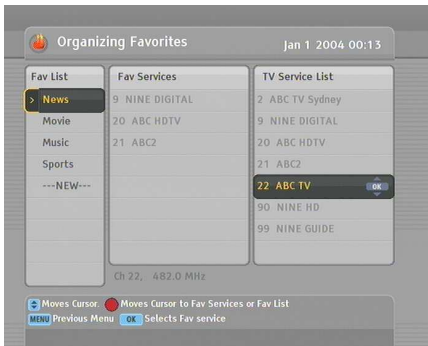 Organizing Favorites
Jan 1 2004 00:13
Fav List
> News
Movie
Music
Sports
---NEW---
Fav Services
9 NINE DIGITAL
20 ABC HDTV
21 ABC2
TV Service List
2 ABC TV Sydney
9 NINE DIGITAL
20 ABC HDTV
21 ABC2
22 ABC TV OK
90 NINE HD
99 NINE GUIDE
Ch 22, 482.0 MHz
Moves Cursor. Moves Cursor to Fav Services or Fav List
MENU Previous Menu OK Selects Fav service